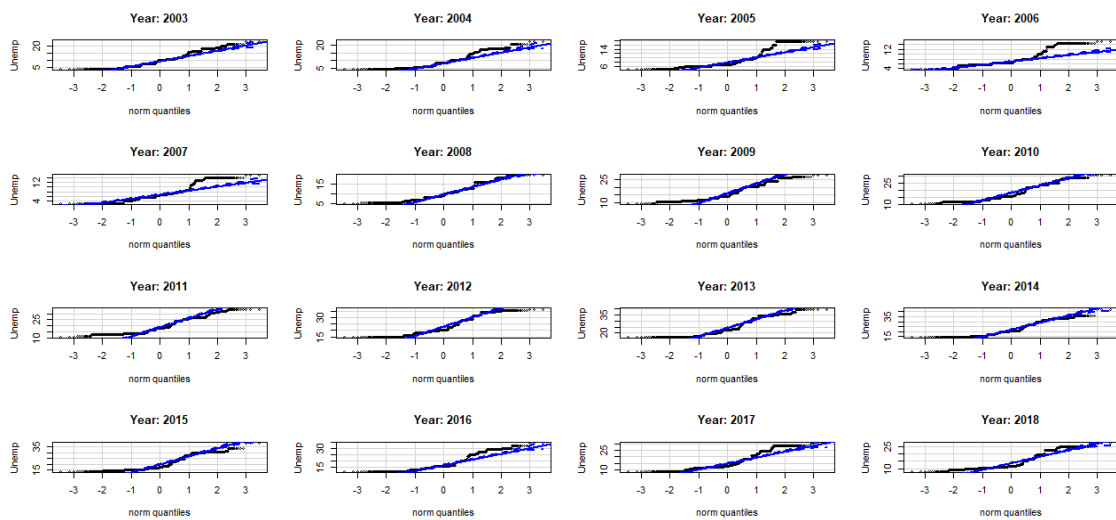 Year: 2003
Unemp
5 20
-3 -2 -1 0 1 2 3
norm quantiles
Year: 2004
Unemp
5 20
-3 -2 -1 0 1 2 3
norm quantiles
Year: 2005
Unemp
6 14
-3 -2 -1 0 1 2 3
norm quantiles
Year: 2006
Unemp
4 12
-3 -2 -1 0 1 2 3
norm quantiles
Year: 2007
Unemp
4 12
-3 -2 -1 0 1 2 3
norm quantiles
Year: 2008
Unemp
5 15
-3 -2 -1 0 1 2 3
norm quantiles
Year: 2009
Unemp
10 25
-3 -2 -1 0 1 2 3
norm quantiles
Year: 2010
Unemp
10 25
-3 -2 -1 0 1 2 3
norm quantiles
Year: 2011
Unemp
10 25
-3 -2 -1 0 1 2 3
norm quantiles
Year: 2012
Unemp
15 30
-3 -2 -1 0 1 2 3
norm quantiles
Year: 2013
Unemp
20 35
-3 -2 -1 0 1 2 3
norm quantiles
Year: 2014
Unemp
15 35
-3 -2 -1 0 1 2 3
norm quantiles
Year: 2015
Unemp
15 35
-3 -2 -1 0 1 2 3
norm quantiles
Year: 2016
Unemp
15 30
-3 -2 -1 0 1 2 3
norm quantiles
Year: 2017
Unemp
10 25
-3 -2 -1 0 1 2 3
norm quantiles
Year: 2018
Unemp
10 25
-3 -2 -1 0 1 2 3
norm quantiles